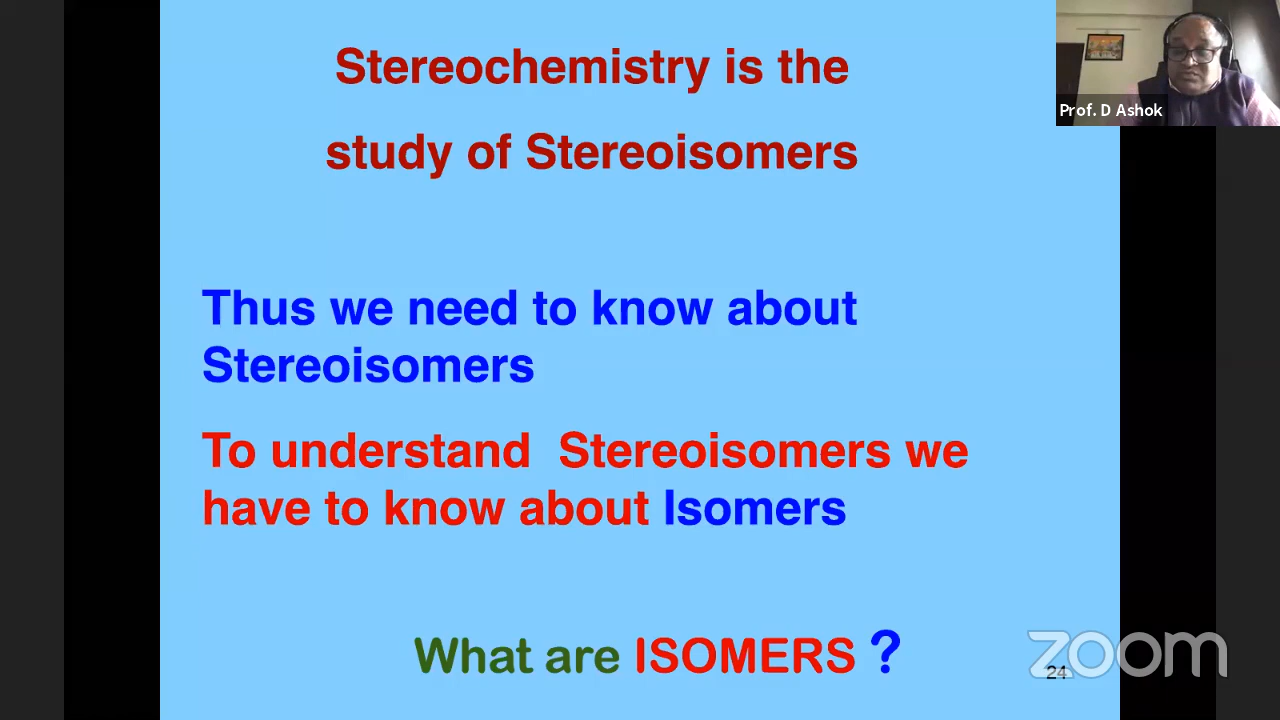 Stereochemistry is the
study of Stereoisomers
Prof. D Ashok
Thus we need to know about
Stereoisomers
To understand Stereoisomers we
have to know about Isomers
What are ISOMERS ?
zoom
24